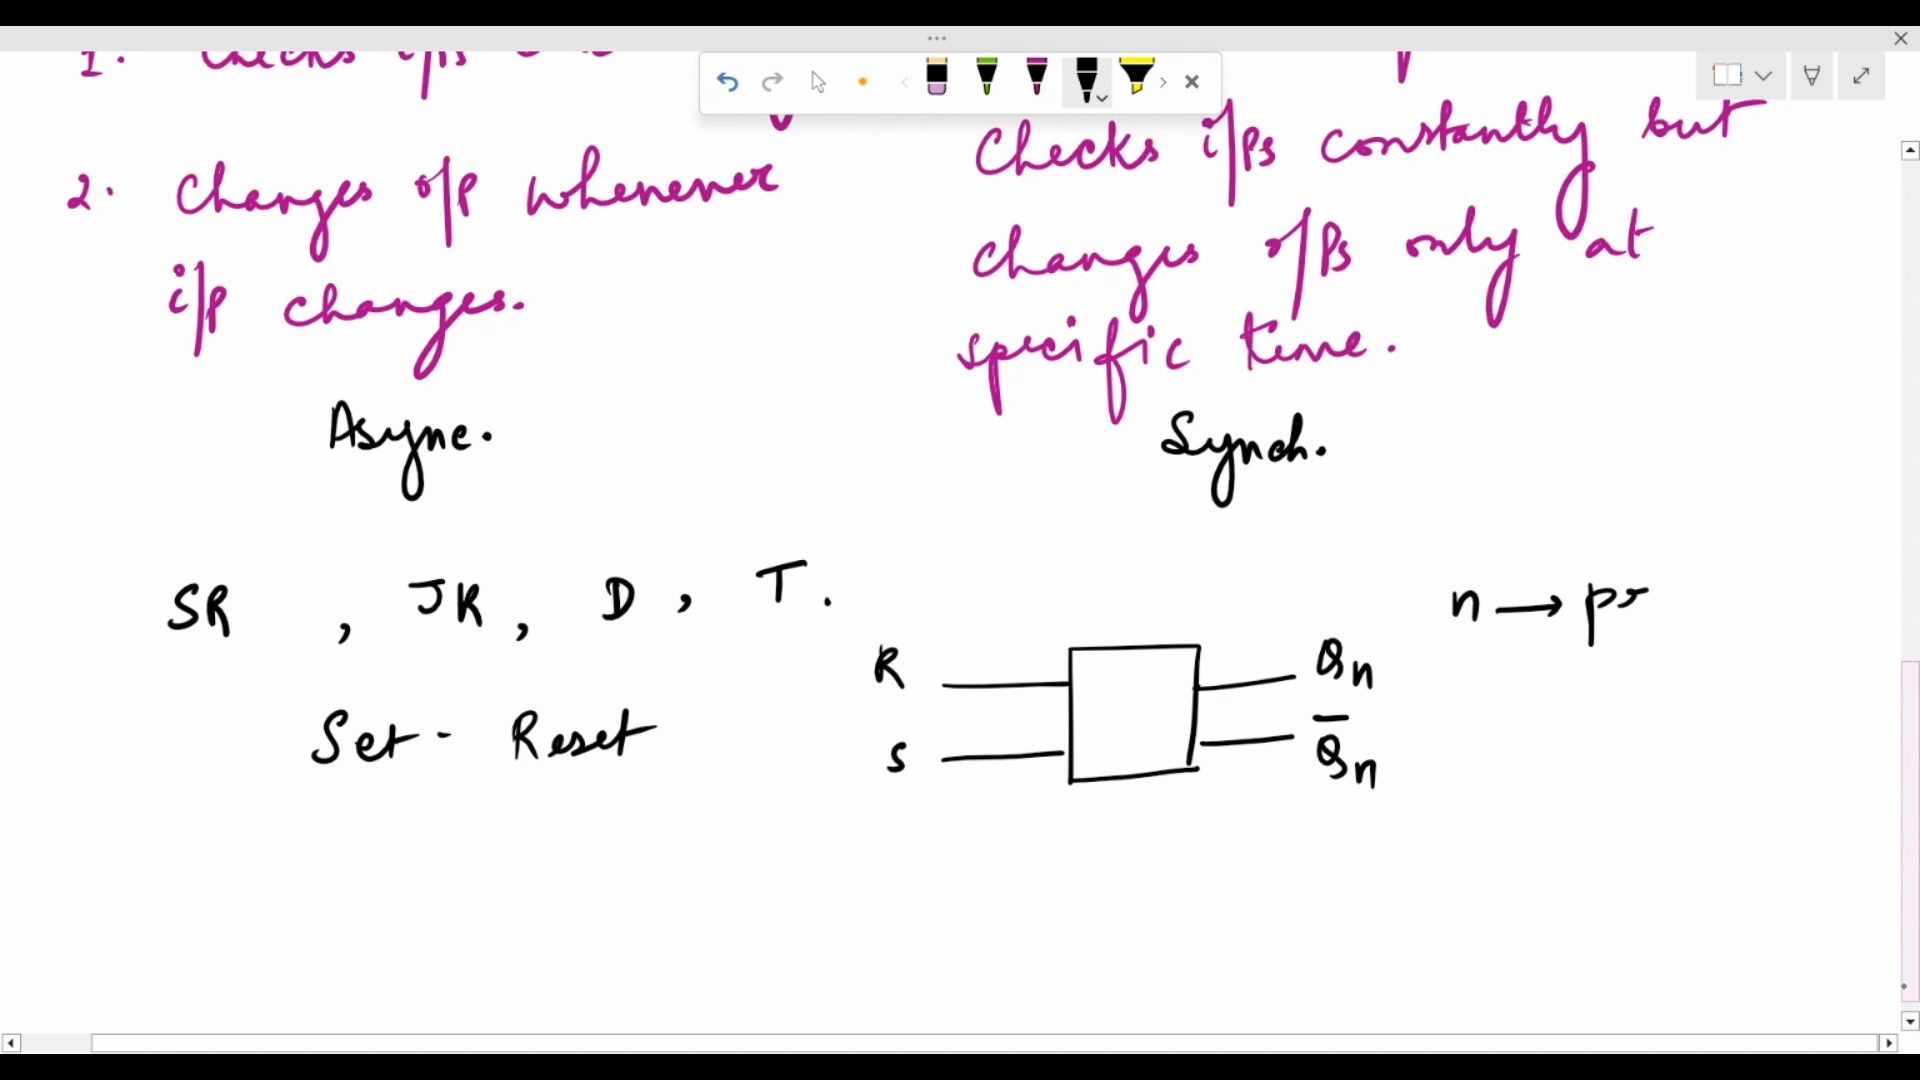 1.
2. Changes o/p whenever
i/p changes.
Async.
Checks i/ps constantly but
changes o/ps only at
specific time.
Synch.
SR , JK , D , T .
Set - Reset
R
S
Qn
Q̅n
n → pr